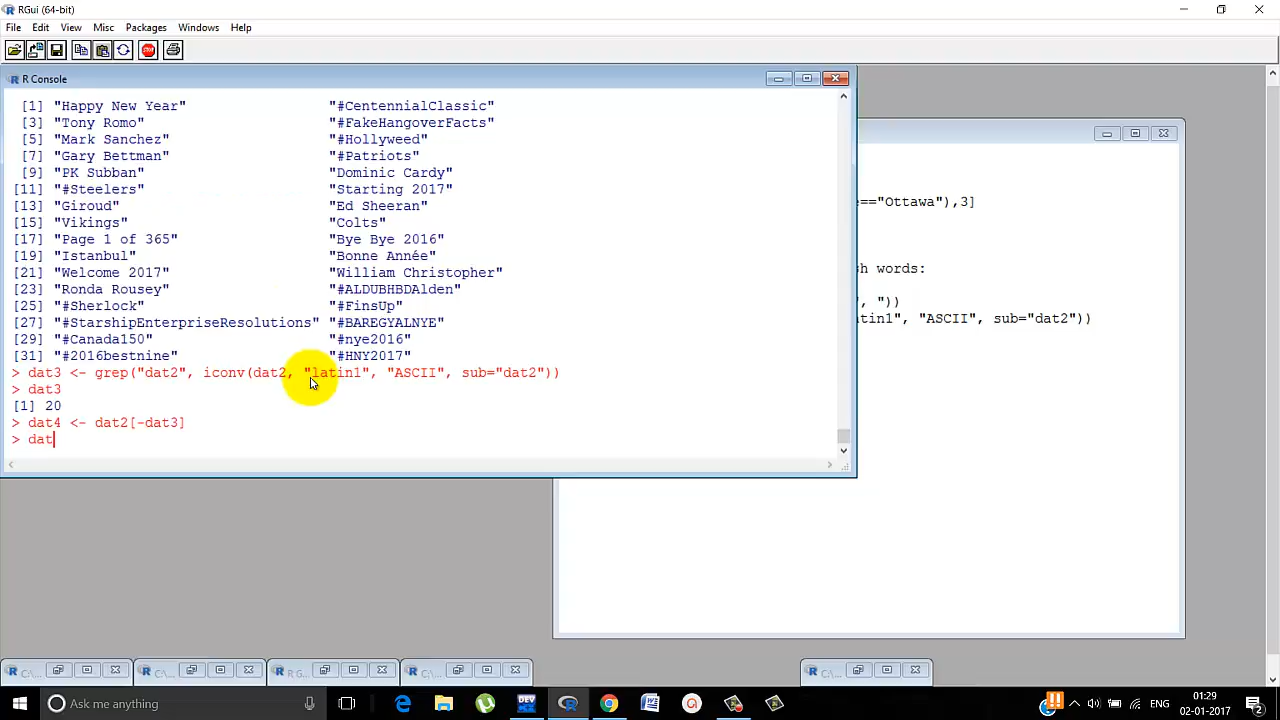 RGui (64-bit)
File Edit View Misc Packages Windows Help
R Console
[1] "Happy New Year" "#CentennialClassic"
[3] "Tony Romo" "#FakeHangoverFacts"
[5] "Mark Sanchez" "#Hollyweed"
[7] "Gary Bettman" "#Patriots"
[9] "PK Subban" "Dominic Cardy"
[11] "#Steelers" "Starting 2017"
[13] "Giroud" "Ed Sheeran"
[15] "Vikings" "Colts"
[17] "Page 1 of 365" "Bye Bye 2016"
[19] "Istanbul" "Bonne Année"
[21] "Welcome 2017" "William Christopher"
[23] "Ronda Rousey" "#ALDUBHBDAlden"
[25] "#Sherlock" "#FinsUp"
[27] "#StarshipEnterpriseResolutions" "#BAREGYALNYE"
[29] "#Canada150" "#nye2016"
[31] "#2016bestnine" "#HNY2017"
> dat3 <- grep("dat2", iconv(dat2, "latin1", "ASCII", sub="dat2"))
> dat3
[1] 20
> dat4 <- dat2[-dat3]
> dat
e=="Ottawa"),3]
sh words:
", "))
atin1", "ASCII", sub="dat2"))
C:\... C:\... R G... C:\... C:\...
Ask me anything
ENG
01:29
02-01-2017